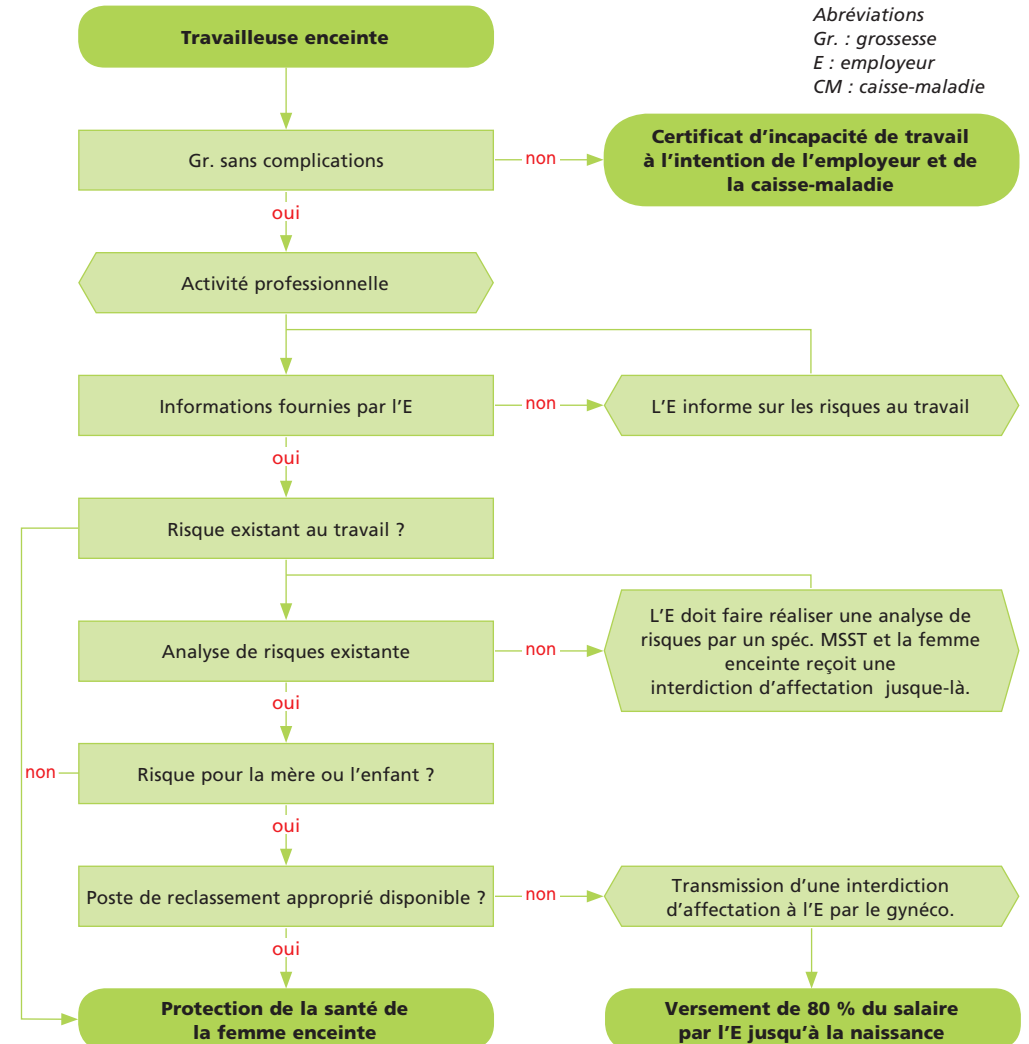 Travailleuse enceinte
Abréviations
Gr. : grossesse
E : employeur
CM : caisse-maladie
Gr. sans complications
non
Certificat d'incapacité de travail
à l'intention de l'employeur et de
la caisse-maladie
oui
Activité professionnelle
Informations fournies par l'E
non
L'E informe sur les risques au travail
oui
Risque existant au travail ?
Analyse de risques existante
non
L'E doit faire réaliser une analyse de
risques par un spéc. MSST et la femme
enceinte reçoit une
interdiction d'affectation jusque-là.
oui
non
Risque pour la mère ou l'enfant ?
oui
Poste de reclassement approprié disponible ?
non
Transmission d'une interdiction
d'affectation à l'E par le gynéco.
oui
Protection de la santé de
la femme enceinte
Versement de 80 % du salaire
par l'E jusqu'à la naissance